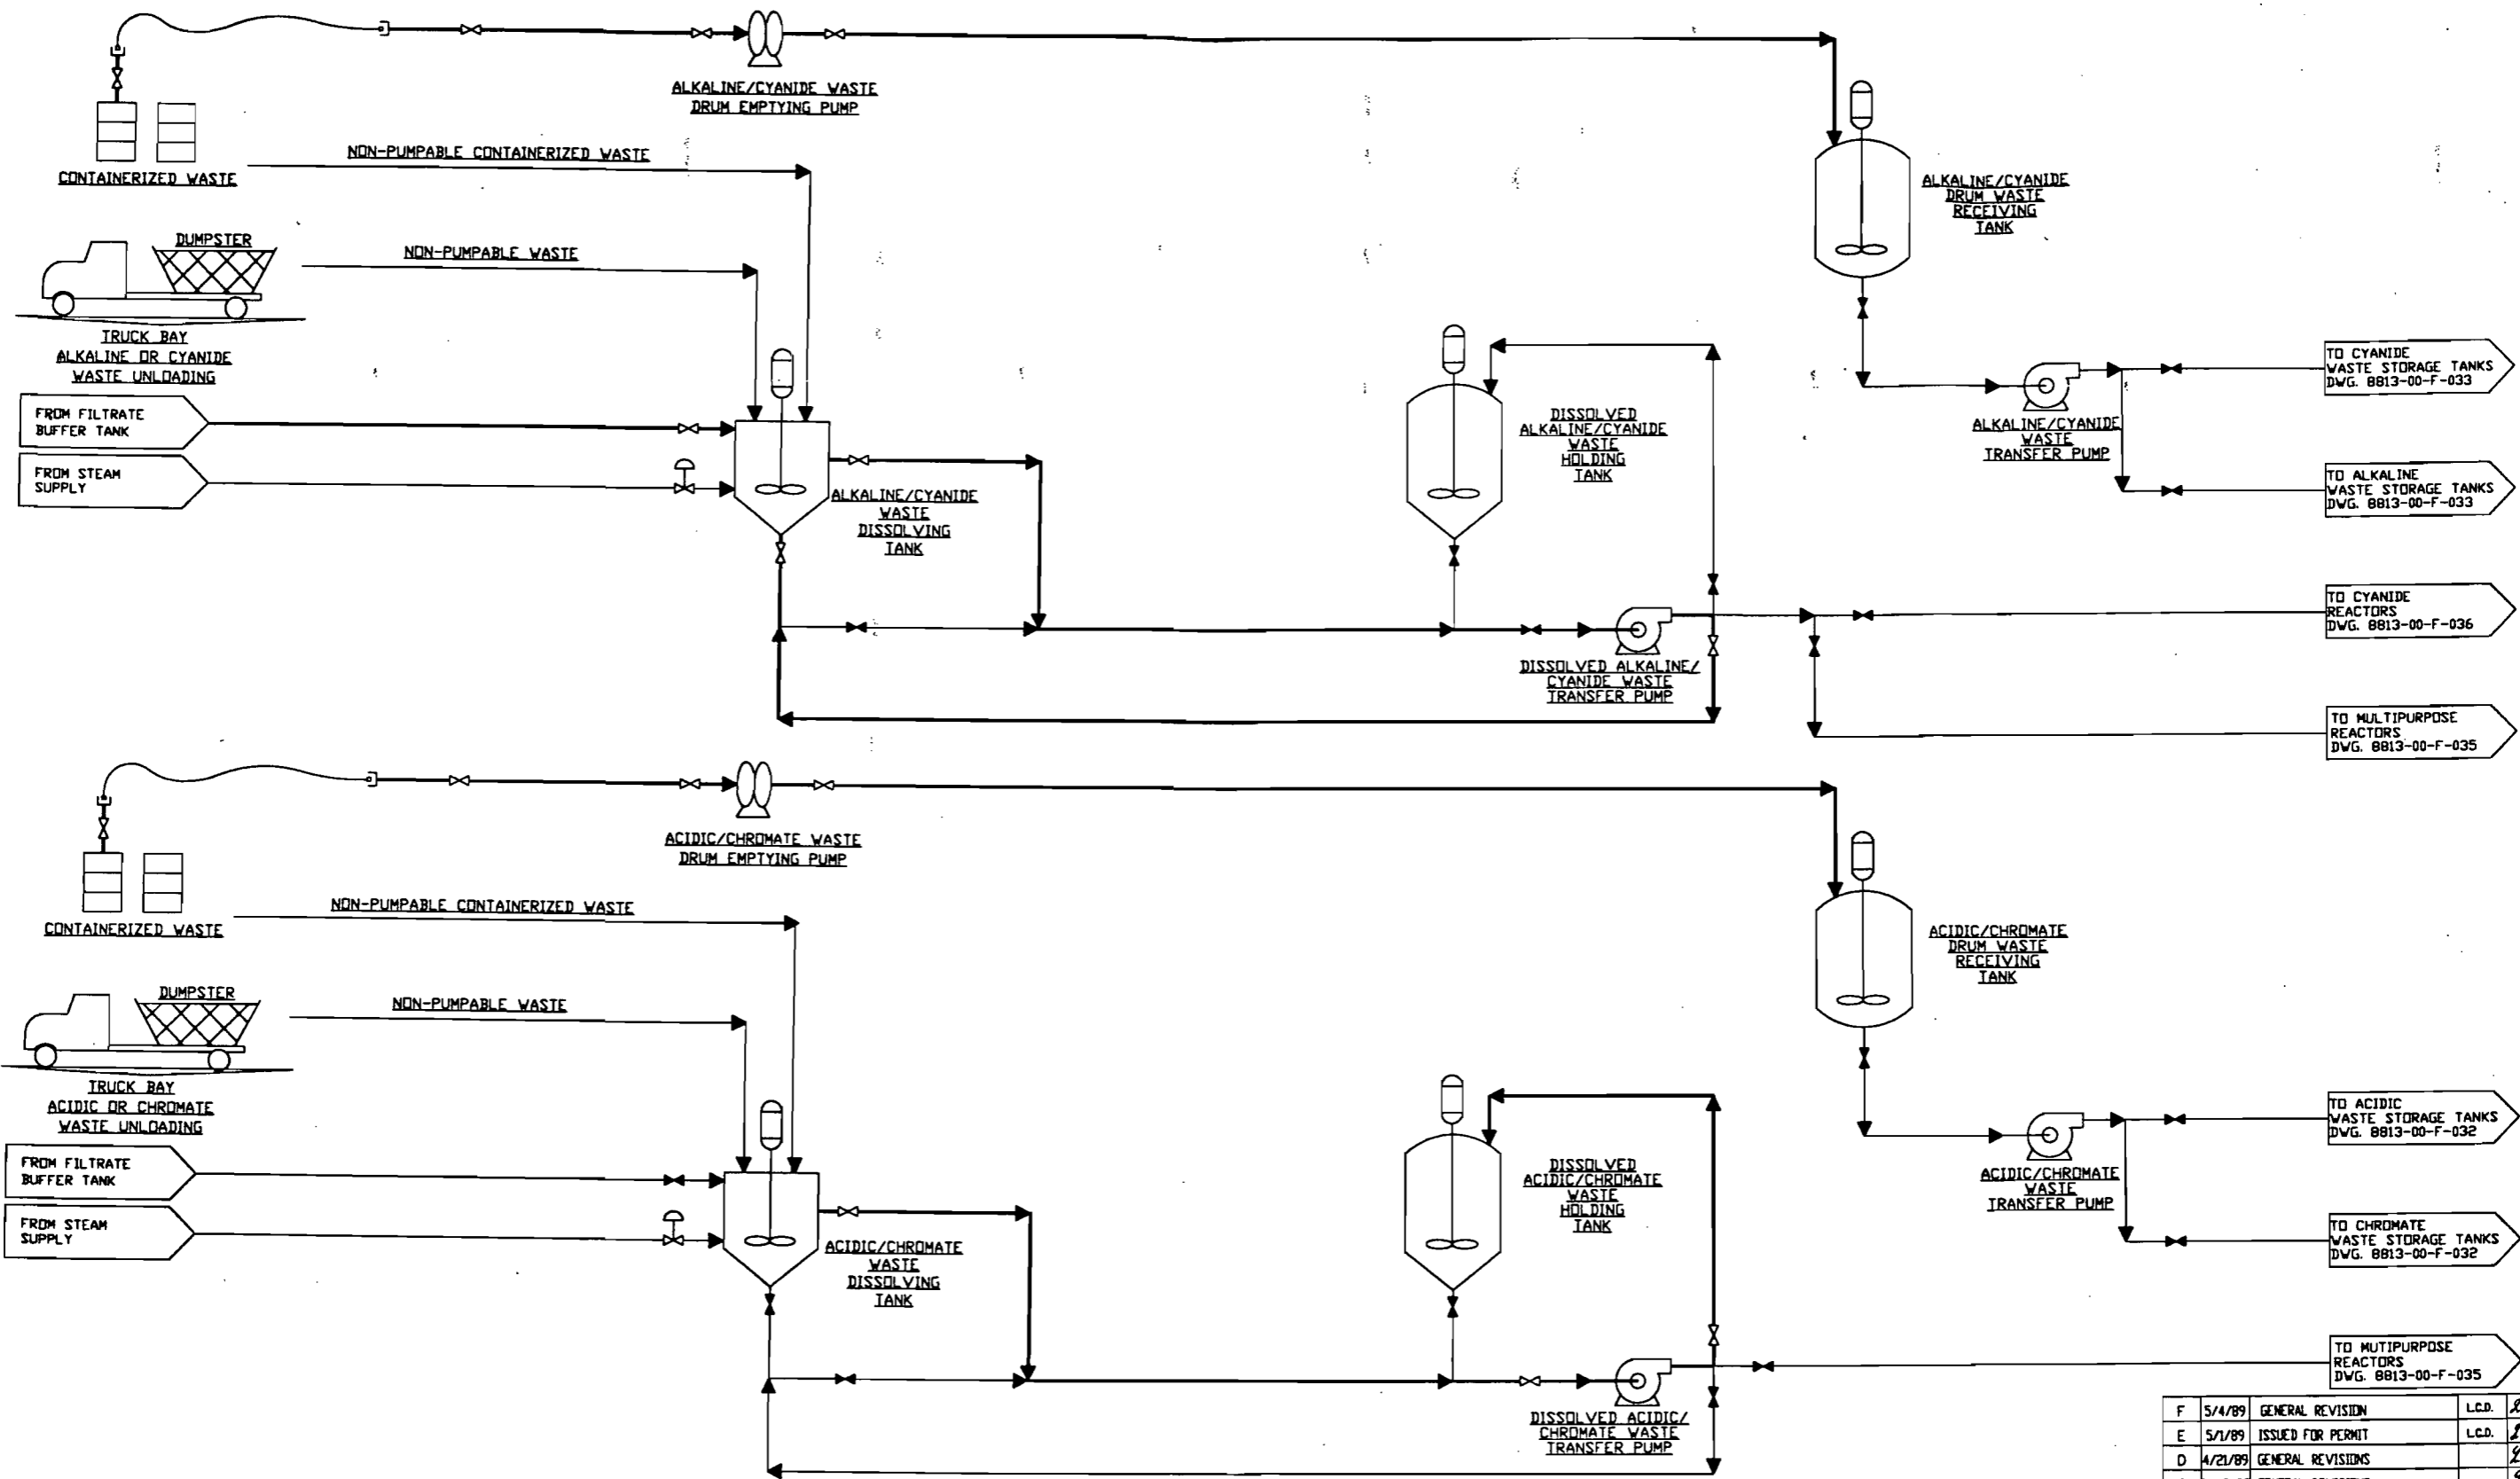 ALKALINE/CYANIDE WASTE
DRUM EMPTYING PUMP
NON-PUMPABLE CONTAINERIZED WASTE
CONTAINERIZED WASTE
ALKALINE/CYANIDE
DRUM WASTE
RECEIVING
TANK
DUMPSTER
NON-PUMPABLE WASTE
TRUCK BAY
ALKALINE OR CYANIDE
WASTE UNLOADING
FROM FILTRATE
BUFFER TANK
FROM STEAM
SUPPLY
ALKALINE/CYANIDE
WASTE
DISSOLVING
TANK
DISSOLVED
ALKALINE/CYANIDE
WASTE
HOLDING
TANK
ALKALINE/CYANIDE
WASTE
TRANSFER PUMP
TO CYANIDE
WASTE STORAGE TANKS
DWG. 8813-00-F-033
TO ALKALINE
WASTE STORAGE TANKS
DWG. 8813-00-F-033
TO CYANIDE
REACTORS
DWG. 8813-00-F-036
DISSOLVED ALKALINE/
CYANIDE WASTE
TRANSFER PUMP
TO MULTIPURPOSE
REACTORS
DWG. 8813-00-F-035
ACIDIC/CHROMATE WASTE
DRUM EMPTYING PUMP
NON-PUMPABLE CONTAINERIZED WASTE
CONTAINERIZED WASTE
ACIDIC/CHROMATE
DRUM WASTE
RECEIVING
TANK
DUMPSTER
NON-PUMPABLE WASTE
TRUCK BAY
ACIDIC OR CHROMATE
WASTE UNLOADING
FROM FILTRATE
BUFFER TANK
FROM STEAM
SUPPLY
ACIDIC/CHROMATE
WASTE
DISSOLVING
TANK
DISSOLVED
ACIDIC/CHROMATE
WASTE
HOLDING
TANK
ACIDIC/CHROMATE
WASTE
TRANSFER PUMP
TO ACIDIC
WASTE STORAGE TANKS
DWG. 8813-00-F-032
TO CHROMATE
WASTE STORAGE TANKS
DWG. 8813-00-F-032
TO MUTIPURPOSE
REACTORS
DWG. 8813-00-F-035
DISSOLVED ACIDIC/
CHROMATE WASTE
TRANSFER PUMP
F 5/4/89 GENERAL REVISION L.C.D.
E 5/1/89 ISSUED FOR PERMIT L.C.D.
D 4/21/89 GENERAL REVISIONS